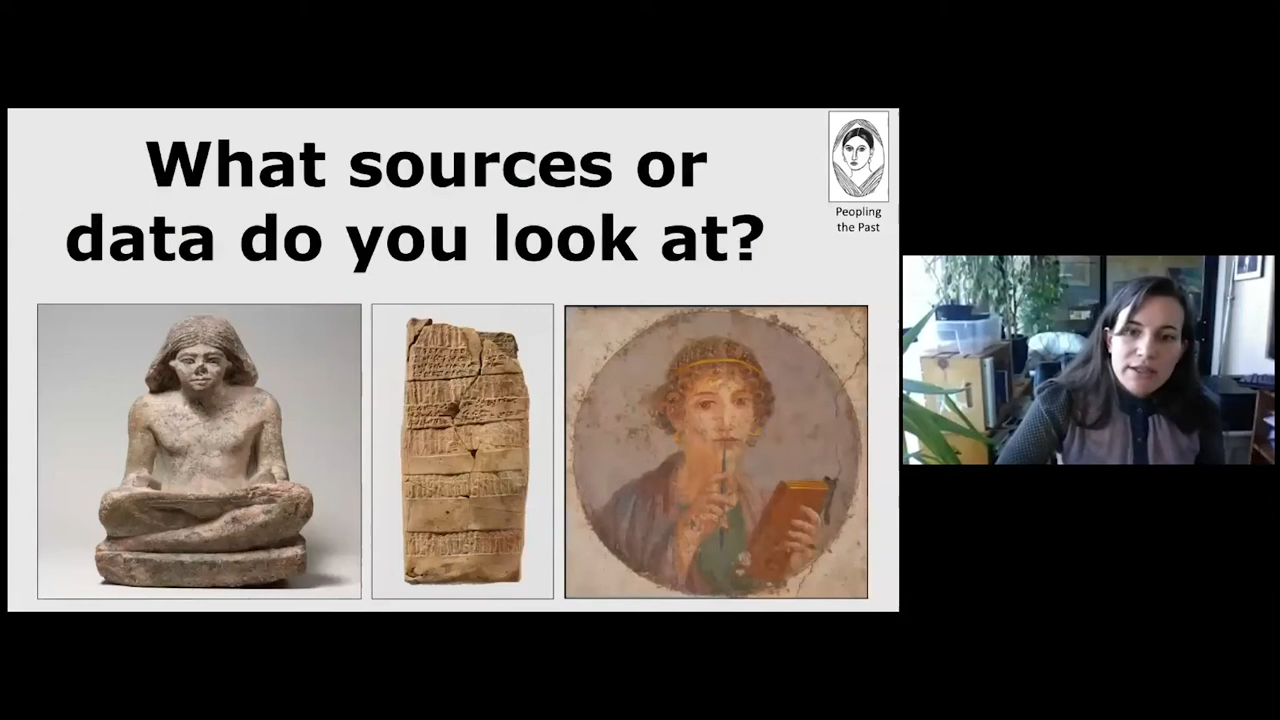 What sources or
data do you look at?
Peopling
the Past